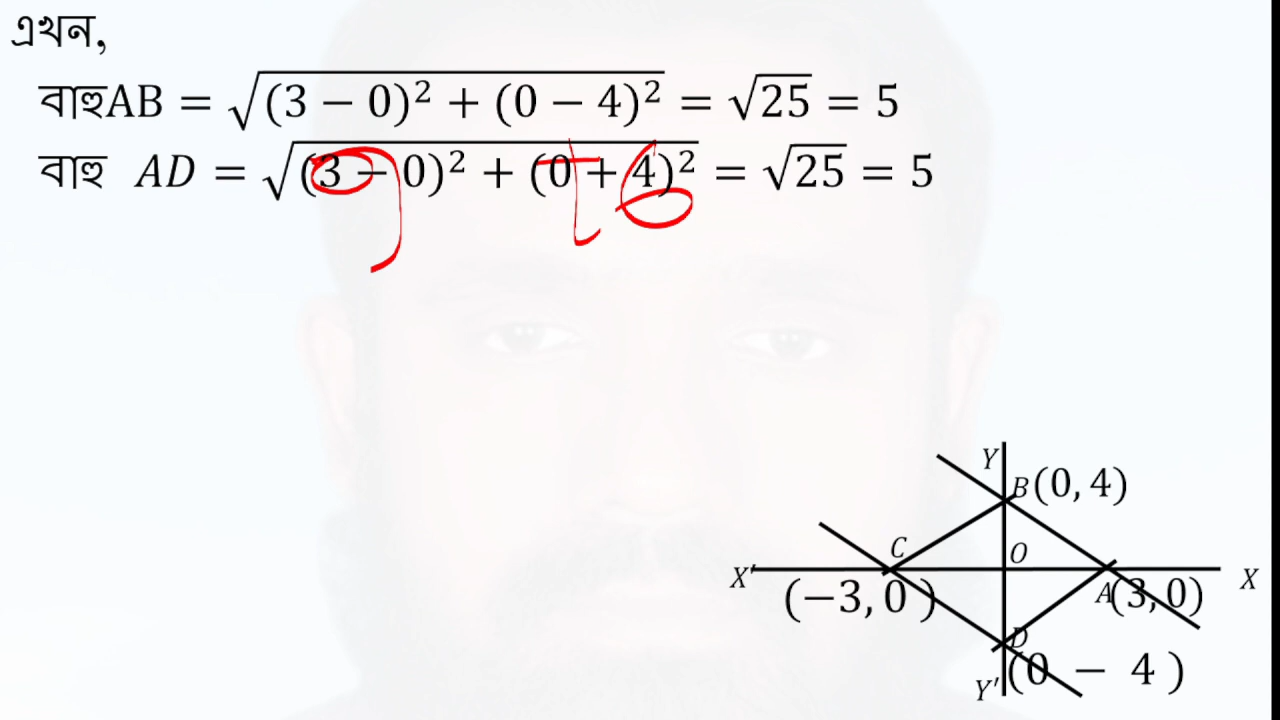 এখন,
বাহুAB = √(3 − 0)² + (0 − 4)² = √25 = 5
বাহু AD = √(3 − 0)² + (0 + 4)² = √25 = 5
Y
B (0, 4)
C O
X′ X
(−3, 0 ) A(3, 0)
D
Y′ (0 − 4 )